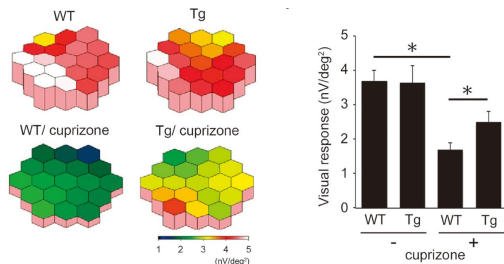 WT
Tg
WT/ cuprizone
Tg/ cuprizone
1 2 3 4 5
(nV/deg²)
Visual response (nV/deg²)
5
4
3
2
1
0
*
*
WT Tg WT Tg
- +
cuprizone